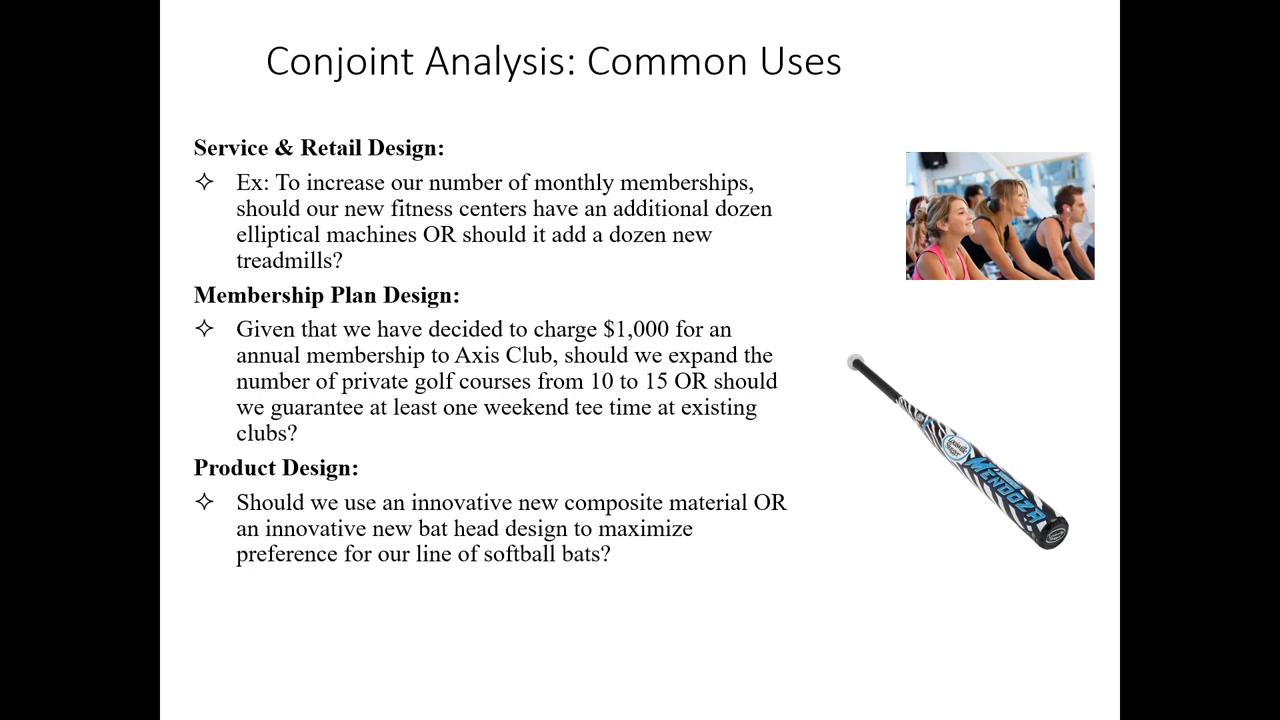 Conjoint Analysis: Common Uses
Service & Retail Design:
✧ Ex: To increase our number of monthly memberships,
should our new fitness centers have an additional dozen
elliptical machines OR should it add a dozen new
treadmills?
Membership Plan Design:
✧ Given that we have decided to charge $1,000 for an
annual membership to Axis Club, should we expand the
number of private golf courses from 10 to 15 OR should
we guarantee at least one weekend tee time at existing
clubs?
Product Design:
✧ Should we use an innovative new composite material OR
an innovative new bat head design to maximize
preference for our line of softball bats?
Louisville
Slugger
MENDOZA